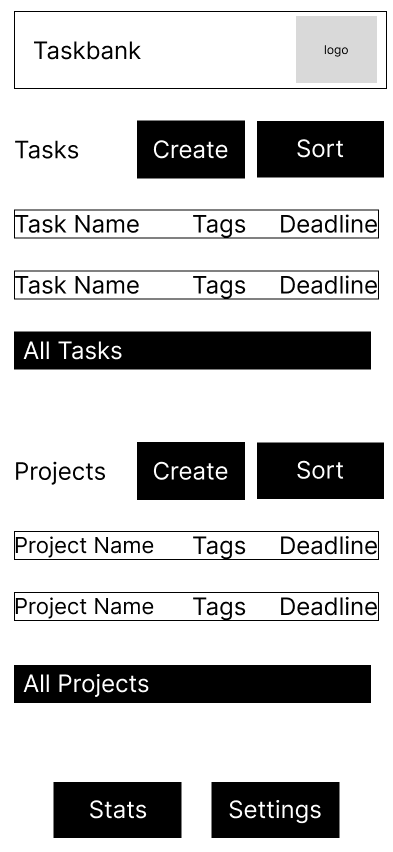 Taskbank logo
Tasks Create Sort
Task Name Tags Deadline
Task Name Tags Deadline
All Tasks
Projects Create Sort
Project Name Tags Deadline
Project Name Tags Deadline
All Projects
Stats Settings